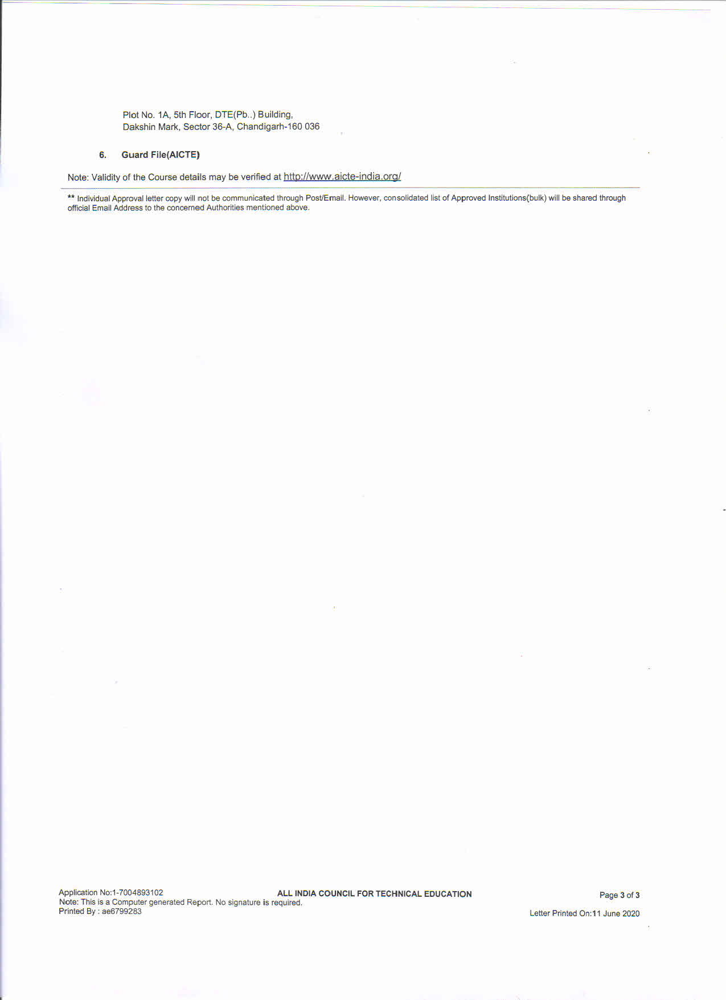 Plot No. 1A, 5th Floor, DTE(Pb..) Building,
Dakshin Mark, Sector 36-A, Chandigarh-160 036
6. Guard File(AICTE)
Note: Validity of the Course details may be verified at http://www.aicte-india.org/
** Individual Approval letter copy will not be communicated through Post/Email. However, consolidated list of Approved Institutions(bulk) will be shared through
official Email Address to the concerned Authorities mentioned above.
Application No:1-7004893102 ALL INDIA COUNCIL FOR TECHNICAL EDUCATION Page 3 of 3
Note: This is a Computer generated Report. No signature is required.
Printed By : ae6799283 Letter Printed On:11 June 2020